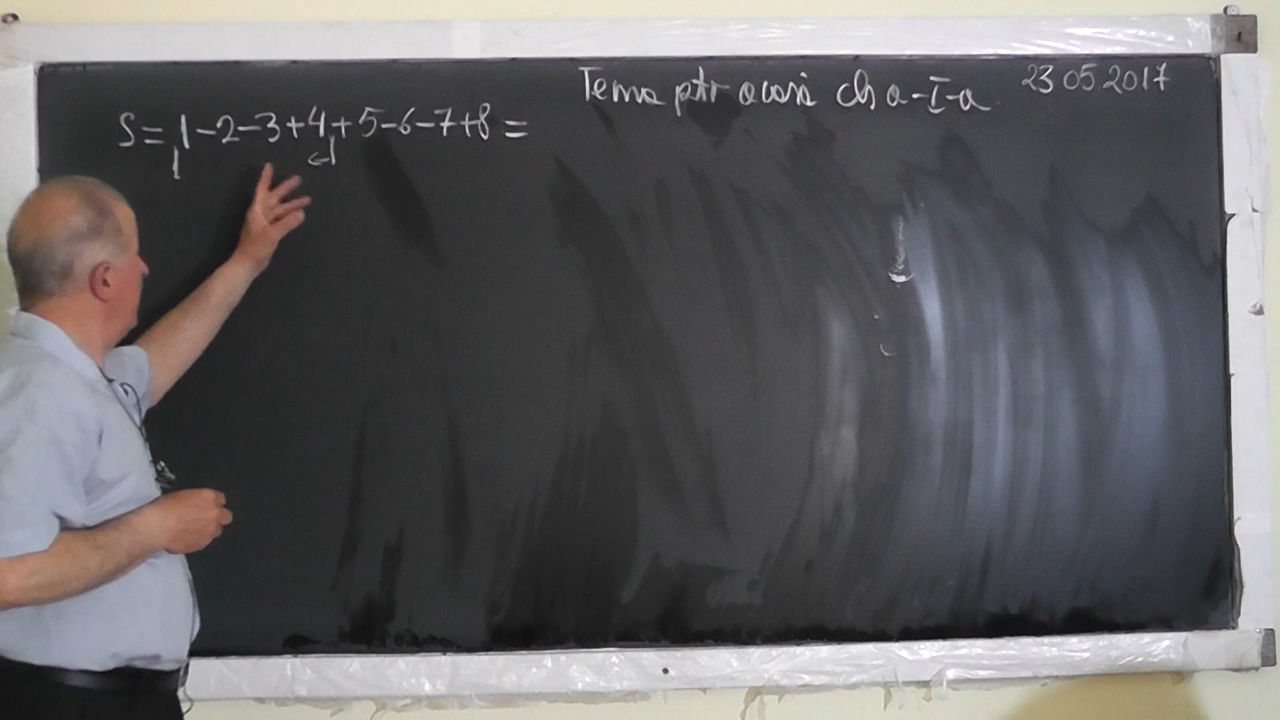 Tema ptr acasă cls a-I-a 23 05.2017
S=1-2-3+4+5-6-7+8=